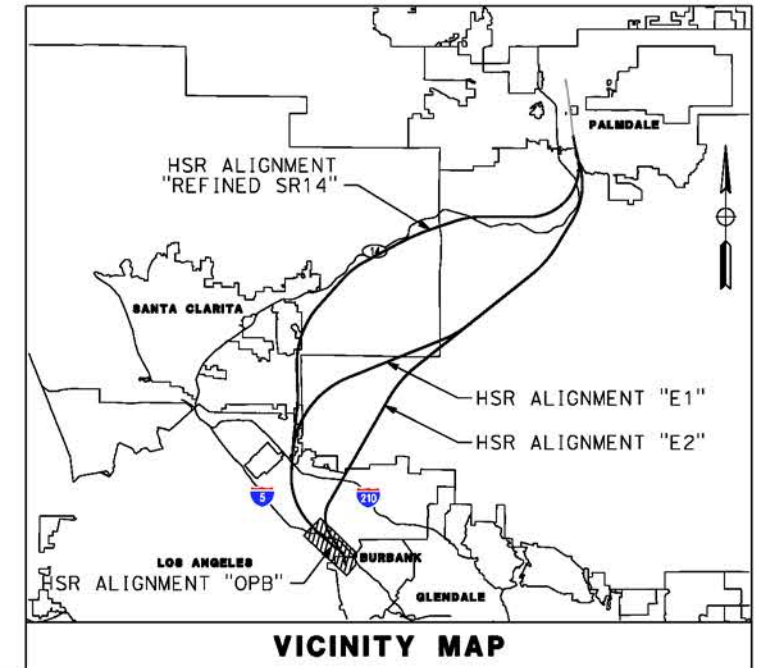 PALMDALE
HSR ALIGNMENT
"REFINED SR14"
14
SANTA CLARITA
HSR ALIGNMENT "E1"
HSR ALIGNMENT "E2"
5
210
LOS ANGELES
BURBANK
HSR ALIGNMENT "OPB"
GLENDALE
VICINITY MAP